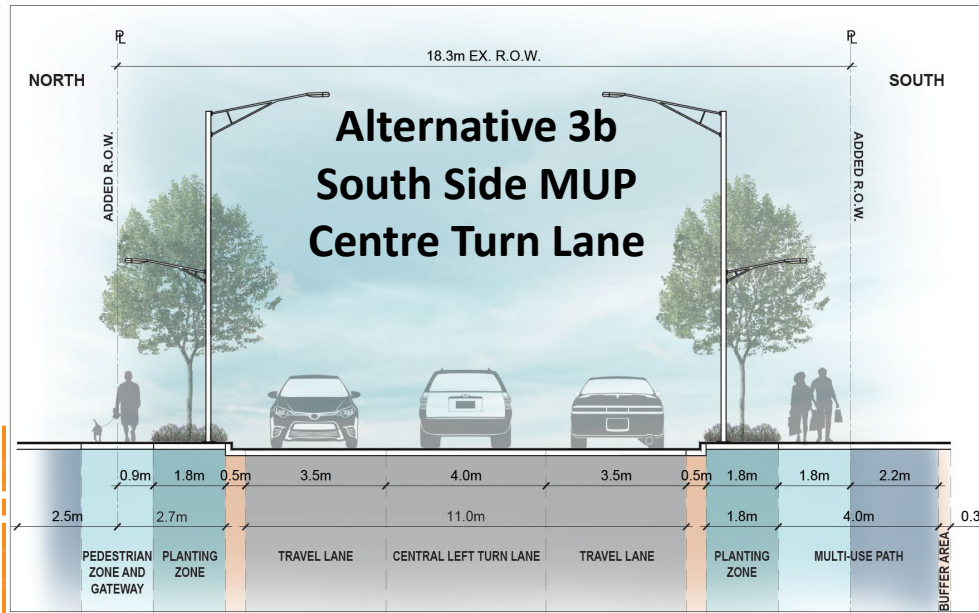 ℄ ℄
18.3m EX. R.O.W.
NORTH SOUTH
ADDED R.O.W.
ADDED R.O.W.
Alternative 3b
South Side MUP
Centre Turn Lane
0.9m 1.8m 0.5m 3.5m 4.0m 3.5m 0.5m 1.8m 1.8m 2.2m
2.5m 2.7m 11.0m 1.8m 4.0m 0.3
PEDESTRIAN
ZONE AND
GATEWAY
PLANTING
ZONE
TRAVEL LANE
CENTRAL LEFT TURN LANE
TRAVEL LANE
PLANTING
ZONE
MULTI-USE PATH
BUFFER AREA